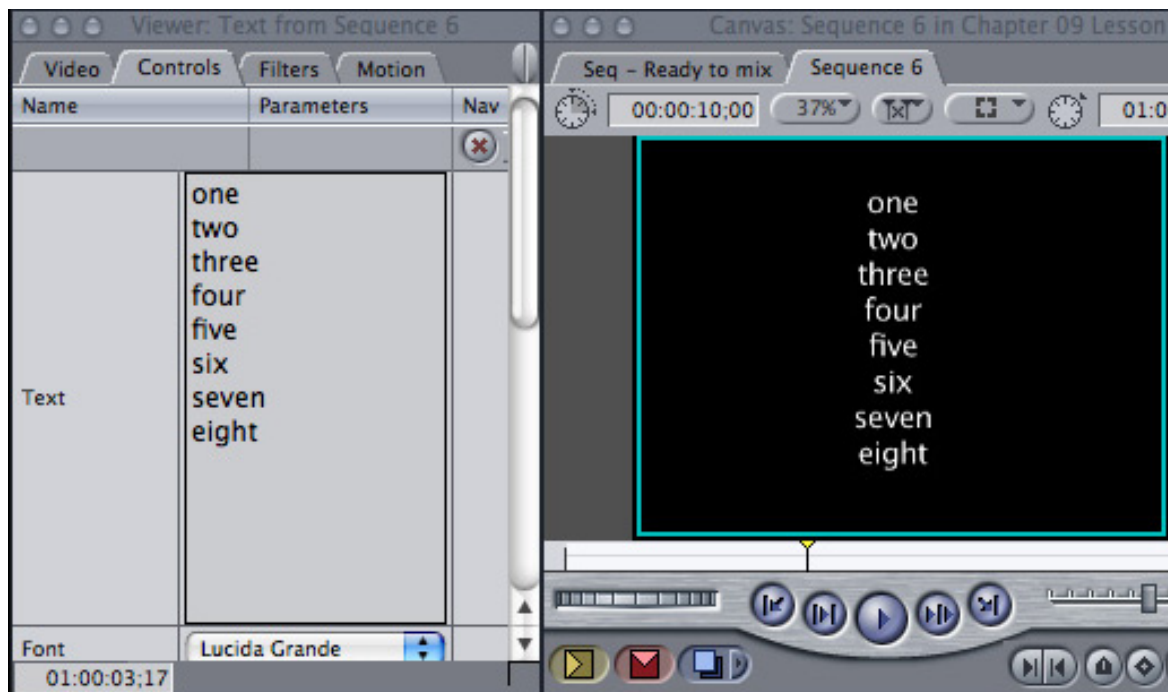 Viewer: Text from Sequence 6
Video Controls Filters Motion
Name Parameters Nav
Text
one
two
three
four
five
six
seven
eight
Font Lucida Grande
01:00:03;17
Canvas: Sequence 6 in Chapter 09 Lesson
Seq – Ready to mix Sequence 6
00:00:10;00 37% 01:0
one
two
three
four
five
six
seven
eight